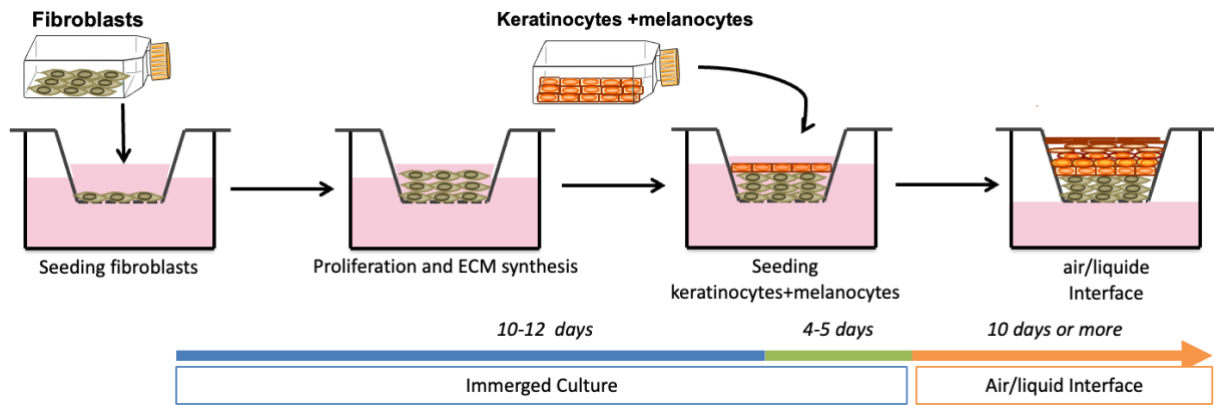 Fibroblasts
Keratinocytes +melanocytes
Seeding fibroblasts
Proliferation and ECM synthesis
Seeding
keratinocytes+melanocytes
air/liquide
Interface
10-12 days
4-5 days
10 days or more
Immerged Culture
Air/liquid Interface